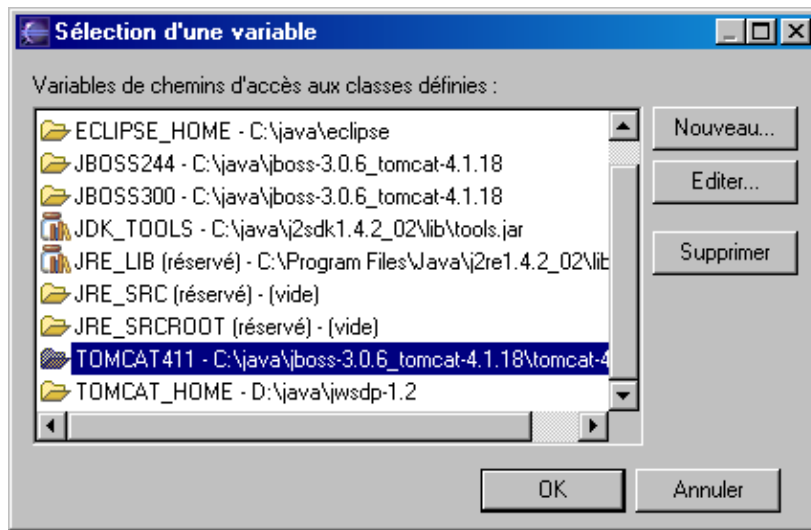 Sélection d'une variable
Variables de chemins d'accès aux classes définies :
ECLIPSE_HOME - C:\java\eclipse
JBOSS244 - C:\java\jboss-3.0.6_tomcat-4.1.18
JBOSS300 - C:\java\jboss-3.0.6_tomcat-4.1.18
JDK_TOOLS - C:\java\j2sdk1.4.2_02\lib\tools.jar
JRE_LIB (réservé) - C:\Program Files\Java\j2re1.4.2_02\lib
JRE_SRC (réservé) - (vide)
JRE_SRCROOT (réservé) - (vide)
TOMCAT411 - C:\java\jboss-3.0.6_tomcat-4.1.18\tomcat-4
TOMCAT_HOME - D:\java\jwsdp-1.2
Nouveau...
Editer...
Supprimer
OK
Annuler